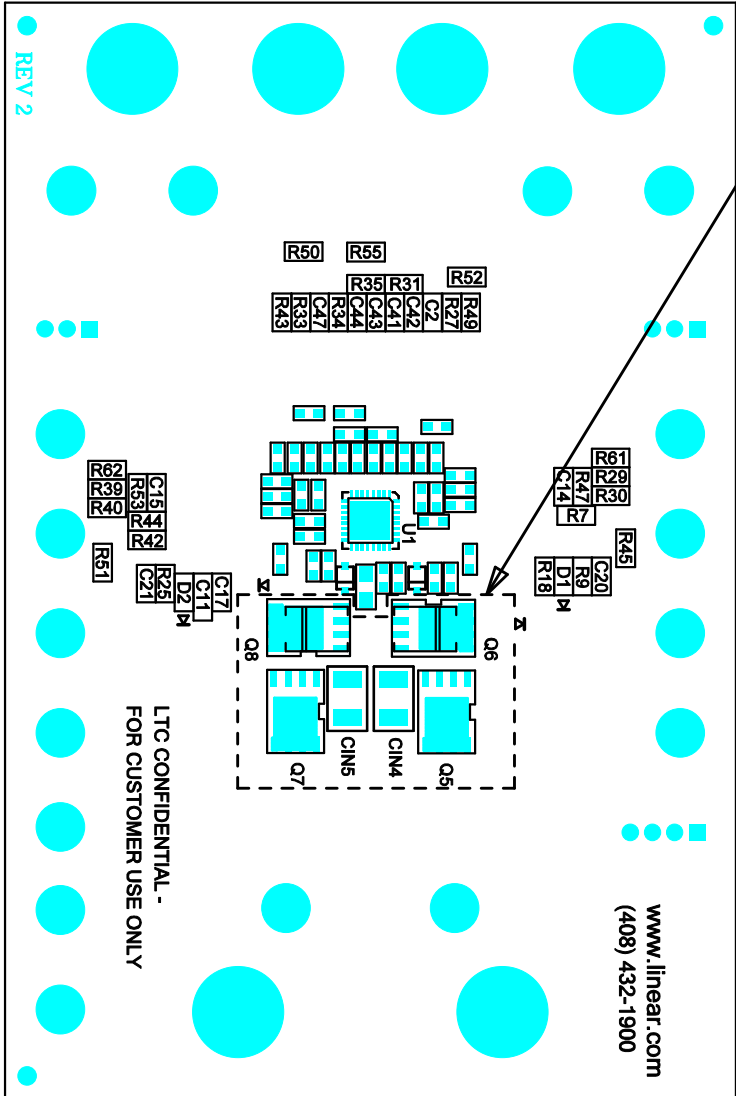 REV 2
R50
R55
R52
R35
R31
R43
R33
C47
R34
C44
C43
C41
C42
C2
R27
R49
R62
R39
R40
R53
C15
R44
R42
R51
C21
R25
D2
C11
C17
R61
R29
R30
C14
R47
R7
R45
R18
D1
R9
C20
U1
Q8
Q6
Q7
CIN5
CIN4
Q5
LTC CONFIDENTIAL -
FOR CUSTOMER USE ONLY
www.linear.com
(408) 432-1900